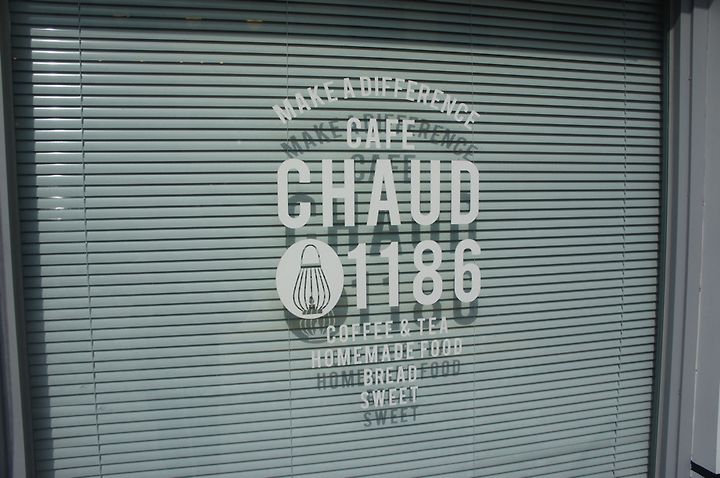 MAKE A DIFFERENCE
CAFE
CHAUD
1186
COFFEE & TEA
HOMEMADE FOOD
BREAD
SWEET